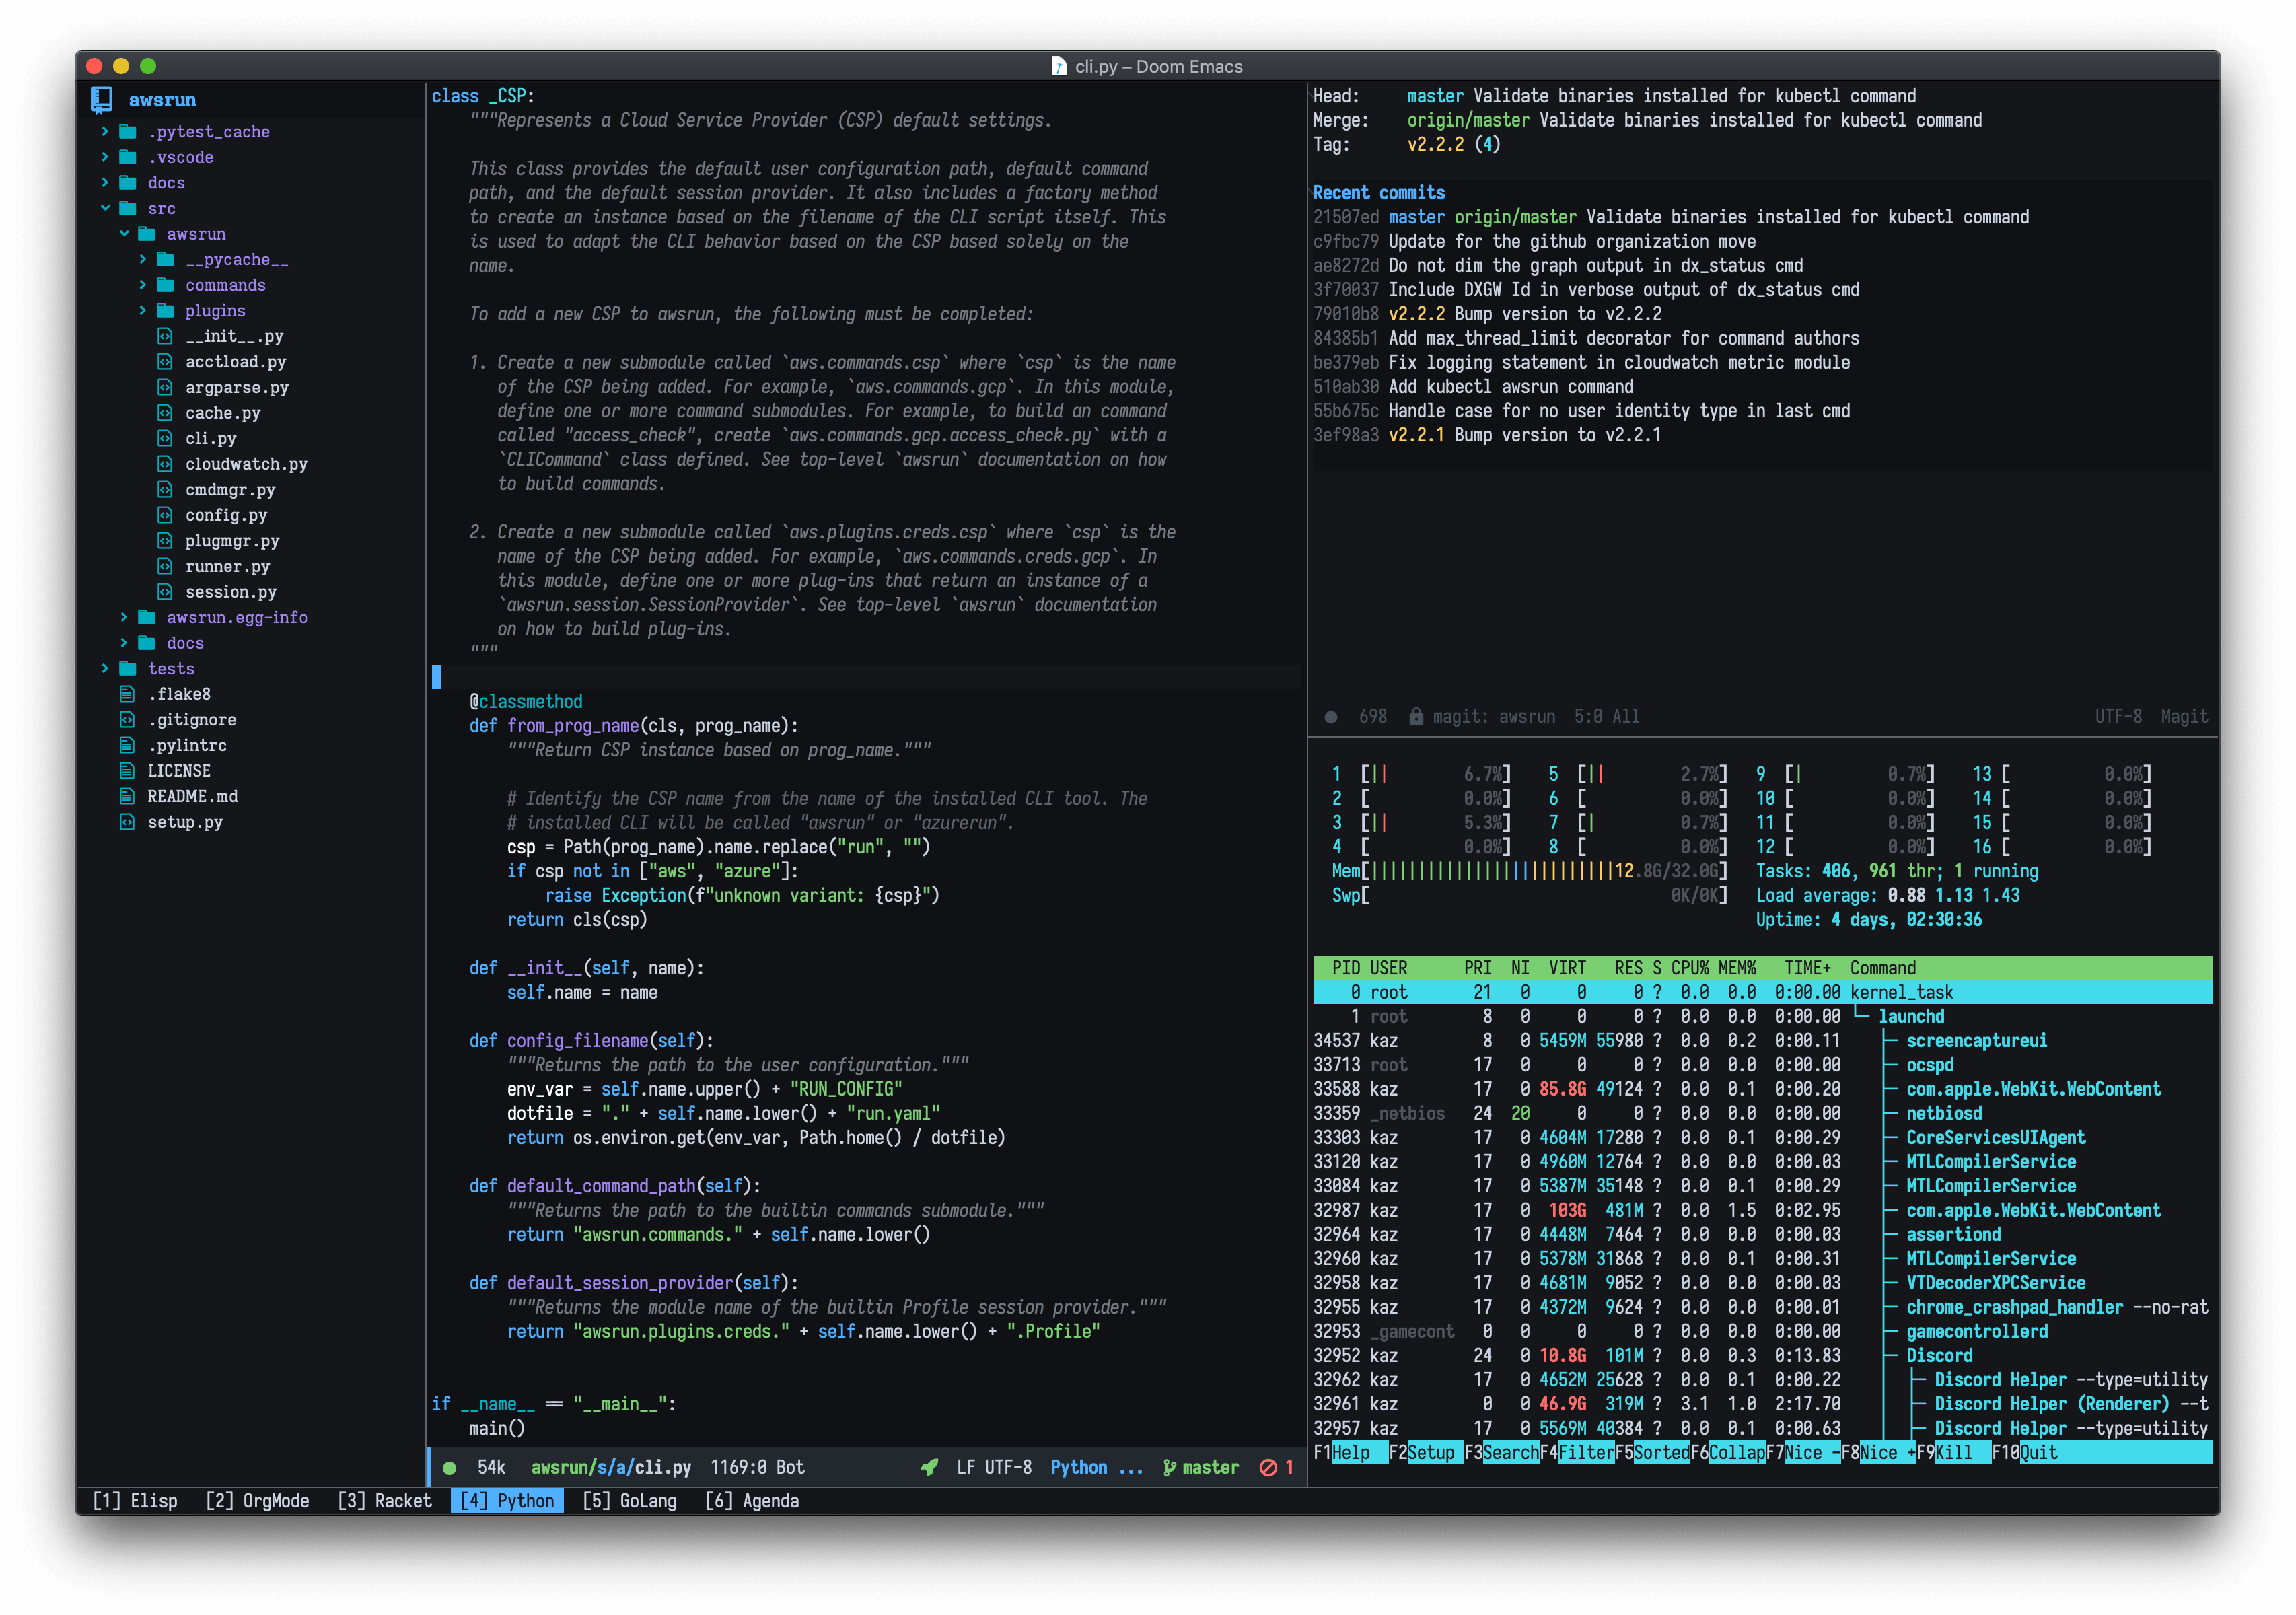 cli.py – Doom Emacs
awsrun
.pytest_cache
.vscode
docs
src
awsrun
__pycache__
commands
plugins
__init__.py
acctload.py
argparse.py
cache.py
cli.py
cloudwatch.py
cmdmgr.py
config.py
plugmgr.py
runner.py
session.py
awsrun.egg-info
docs
tests
.flake8
.gitignore
.pylintrc
LICENSE
README.md
setup.py
class _CSP:
"""Represents a Cloud Service Provider (CSP) default settings.
This class provides the default user configuration path, default command
path, and the default session provider. It also includes a factory method
to create an instance based on the filename of the CLI script itself. This
is used to adapt the CLI behavior based on the CSP based solely on the
name.
To add a new CSP to awsrun, the following must be completed:
1. Create a new submodule called `aws.commands.csp` where `csp` is the name
of the CSP being added. For example, `aws.commands.gcp`. In this module,
define one or more command submodules. For example, to build an command
called "access_check", create `aws.commands.gcp.access_check.py` with a
`CLICommand` class defined. See top-level `awsrun` documentation on how
to build commands.
2. Create a new submodule called `aws.plugins.creds.csp` where `csp` is the
name of the CSP being added. For example, `aws.commands.creds.gcp`. In
this module, define one or more plug-ins that return an instance of a
`awsrun.session.SessionProvider`. See top-level `awsrun` documentation
on how to build plug-ins.
"""
@classmethod
def from_prog_name(cls, prog_name):
"""Return CSP instance based on prog_name."""
# Identify the CSP name from the name of the installed CLI tool. The
# installed CLI will be called "awsrun" or "azurerun".
csp = Path(prog_name).name.replace("run", "")
if csp not in ["aws", "azure"]:
raise Exception(f"unknown variant: {csp}")
return cls(csp)
def __init__(self, name):
self.name = name
def config_filename(self):
"""Returns the path to the user configuration."""
env_var = self.name.upper() + "RUN_CONFIG"
dotfile = "." + self.name.lower() + "run.yaml"
return os.environ.get(env_var, Path.home() / dotfile)
def default_command_path(self):
"""Returns the path to the builtin commands submodule."""
return "awsrun.commands." + self.name.lower()
def default_session_provider(self):
"""Returns the module name of the builtin Profile session provider."""
return "awsrun.plugins.creds." + self.name.lower() + ".Profile"
if __name__ == "__main__":
main()
54k awsrun/s/a/cli.py 1169:0 Bot LF UTF-8 Python ... master 1
Head: master Validate binaries installed for kubectl command
Merge: origin/master Validate binaries installed for kubectl command
Tag: v2.2.2 (4)
Recent commits
21507ed master origin/master Validate binaries installed for kubectl command
c9fbc79 Update for the github organization move
ae8272d Do not dim the graph output in dx_status cmd
3f70037 Include DXGW Id in verbose output of dx_status cmd
79010b8 v2.2.2 Bump version to v2.2.2
84385b1 Add max_thread_limit decorator for command authors
be379eb Fix logging statement in cloudwatch metric module
510ab30 Add kubectl awsrun command
55b675c Handle case for no user identity type in last cmd
3ef98a3 v2.2.1 Bump version to v2.2.1
698 magit: awsrun 5:0 All UTF-8 Magit
1 [|| 6.7%] 5 [|| 2.7%] 9 [| 0.7%] 13 [ 0.0%]
2 [ 0.0%] 6 [ 0.0%] 10 [ 0.0%] 14 [ 0.0%]
3 [|| 5.3%] 7 [| 0.7%] 11 [ 0.0%] 15 [ 0.0%]
4 [ 0.0%] 8 [ 0.0%] 12 [ 0.0%] 16 [ 0.0%]
Mem[||||||||||||||||||||||||||12.8G/32.0G] Tasks: 406, 961 thr; 1 running
Swp[ 0K/0K] Load average: 0.88 1.13 1.43
Uptime: 4 days, 02:30:36
PID USER PRI NI VIRT RES S CPU% MEM% TIME+ Command
0 root 21 0 0 0 ? 0.0 0.0 0:00.00 kernel_task
1 root 8 0 0 0 ? 0.0 0.0 0:00.00 launchd
34537 kaz 8 0 5459M 55980 ? 0.0 0.2 0:00.11 screencaptureui
33713 root 17 0 0 0 ? 0.0 0.0 0:00.00 ocspd
33588 kaz 17 0 85.8G 49124 ? 0.0 0.1 0:00.20 com.apple.WebKit.WebContent
33359 _netbios 24 20 0 0 ? 0.0 0.0 0:00.00 netbiosd
33303 kaz 17 0 4604M 17280 ? 0.0 0.1 0:00.29 CoreServicesUIAgent
33120 kaz 17 0 4960M 12764 ? 0.0 0.0 0:00.03 MTLCompilerService
33084 kaz 17 0 5387M 35148 ? 0.0 0.1 0:00.29 MTLCompilerService
32987 kaz 17 0 103G 481M ? 0.0 1.5 0:02.95 com.apple.WebKit.WebContent
32964 kaz 17 0 4448M 7464 ? 0.0 0.0 0:00.03 assertiond
32960 kaz 17 0 5378M 31868 ? 0.0 0.1 0:00.31 MTLCompilerService
32958 kaz 17 0 4681M 9052 ? 0.0 0.0 0:00.03 VTDecoderXPCService
32955 kaz 17 0 4372M 9624 ? 0.0 0.0 0:00.01 chrome_crashpad_handler --no-rat
32953 _gamecont 0 0 0 0 ? 0.0 0.0 0:00.00 gamecontrollerd
32952 kaz 24 0 10.8G 101M ? 0.0 0.3 0:13.83 Discord
32962 kaz 17 0 4652M 25628 ? 0.0 0.1 0:00.22 Discord Helper --type=utility
32961 kaz 0 0 46.9G 319M ? 3.1 1.0 2:17.70 Discord Helper (Renderer) --t
32957 kaz 17 0 5569M 40384 ? 0.0 0.1 0:00.63 Discord Helper --type=utility
F1Help F2Setup F3SearchF4FilterF5SortedF6CollapF7Nice -F8Nice +F9Kill F10Quit
[1] Elisp [2] OrgMode [3] Racket [4] Python [5] GoLang [6] Agenda